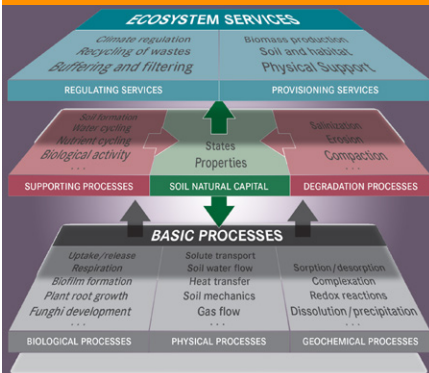 ECOSYSTEM SERVICES
Climate regulation
Recycling of wastes
Buffering and filtering
Biomass production
Soil and habitat
Physical Support
REGULATING SERVICES
PROVISIONING SERVICES
Soil formation
Water cycling
Nutrient cycling
Biological activity
...
States
Properties
Salinization
Erosion
Compaction
...
SUPPORTING PROCESSES
SOIL NATURAL CAPITAL
DEGRADATION PROCESSES
BASIC PROCESSES
Uptake/release
Respiration
Biofilm formation
Plant root growth
Funghi development
...
Solute transport
Soil water flow
Heat transfer
Soil mechanics
Gas flow
...
Sorption/desorption
Complexation
Redox reactions
Dissolution/precipitation
...
BIOLOGICAL PROCESSES
PHYSICAL PROCESSES
GEOCHEMICAL PROCESSES